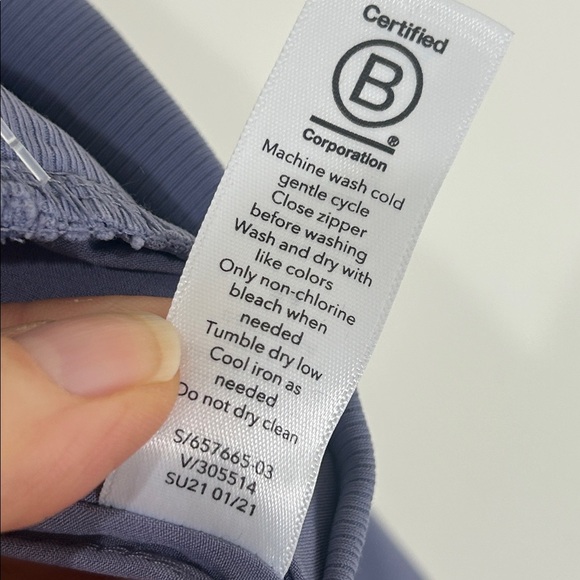 Certified
B
®
Corporation
Machine wash cold
gentle cycle
Close zipper
before washing
Wash and dry with
like colors
Only non-chlorine
bleach when
needed
Tumble dry low
Cool iron as
needed
Do not dry clean
S/657665-03
V/305514
SU21 01/21